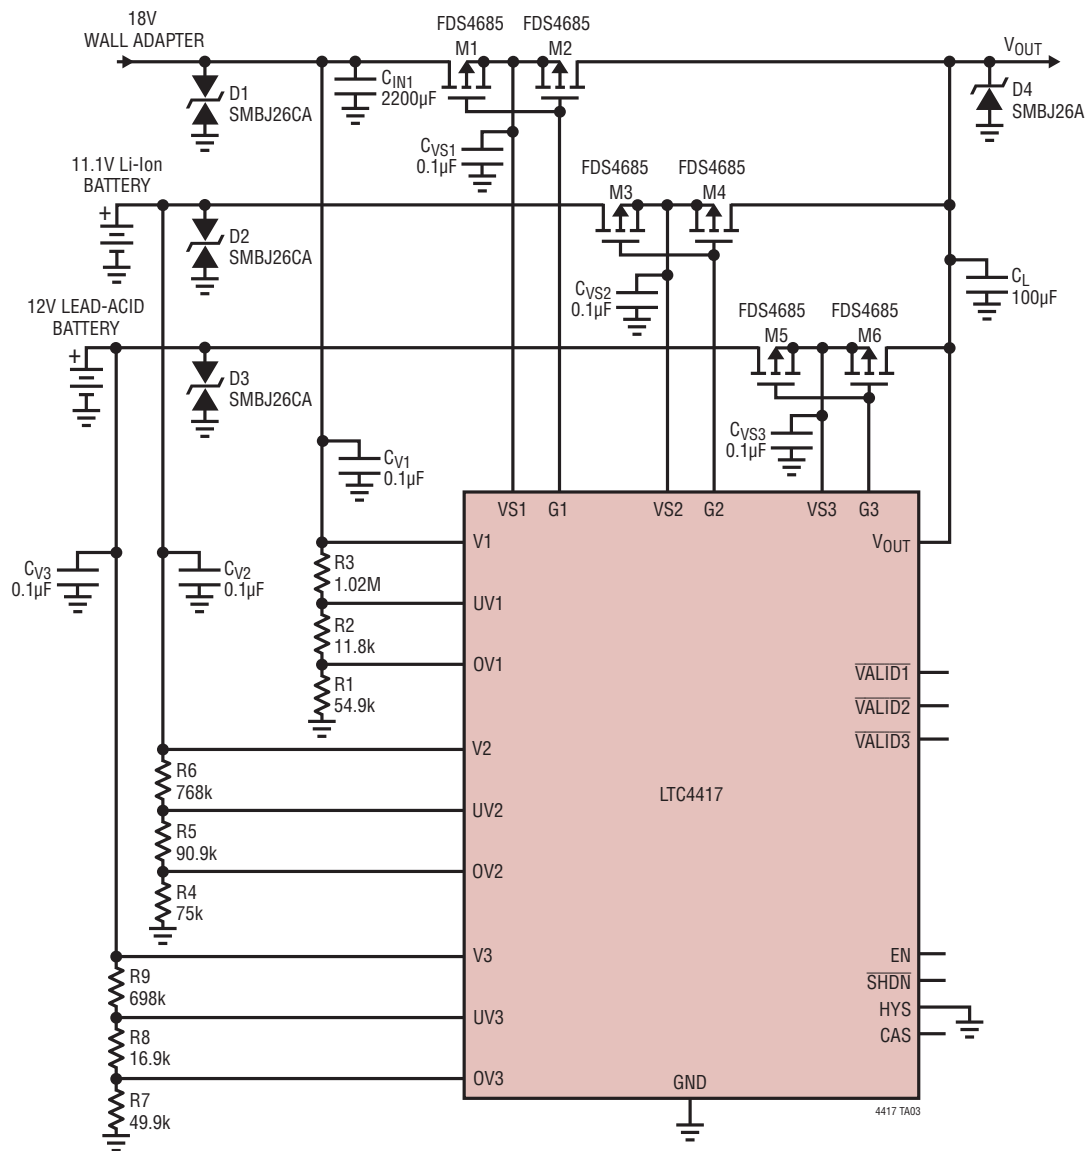 18V
WALL ADAPTER
FDS4685
M1
FDS4685
M2
VOUT
D1
SMBJ26CA
CIN1
2200µF
D4
SMBJ26A
CVS1
0.1µF
11.1V Li-Ion
BATTERY
+
FDS4685
M3
FDS4685
M4
D2
SMBJ26CA
CVS2
0.1µF
CL
100µF
12V LEAD-ACID
BATTERY
+
FDS4685
M5
FDS4685
M6
D3
SMBJ26CA
CVS3
0.1µF
CV1
0.1µF
VS1
G1
VS2
G2
VS3
G3
V1
VOUT
CV3
0.1µF
CV2
0.1µF
R3
1.02M
UV1
R2
11.8k
OV1
R1
54.9k
VALID1
VALID2
VALID3
V2
R6
768k
LTC4417
UV2
R5
90.9k
OV2
R4
75k
V3
EN
R9
698k
SHDN
HYS
UV3
CAS
R8
16.9k
OV3
GND
R7
49.9k
4417 TA03